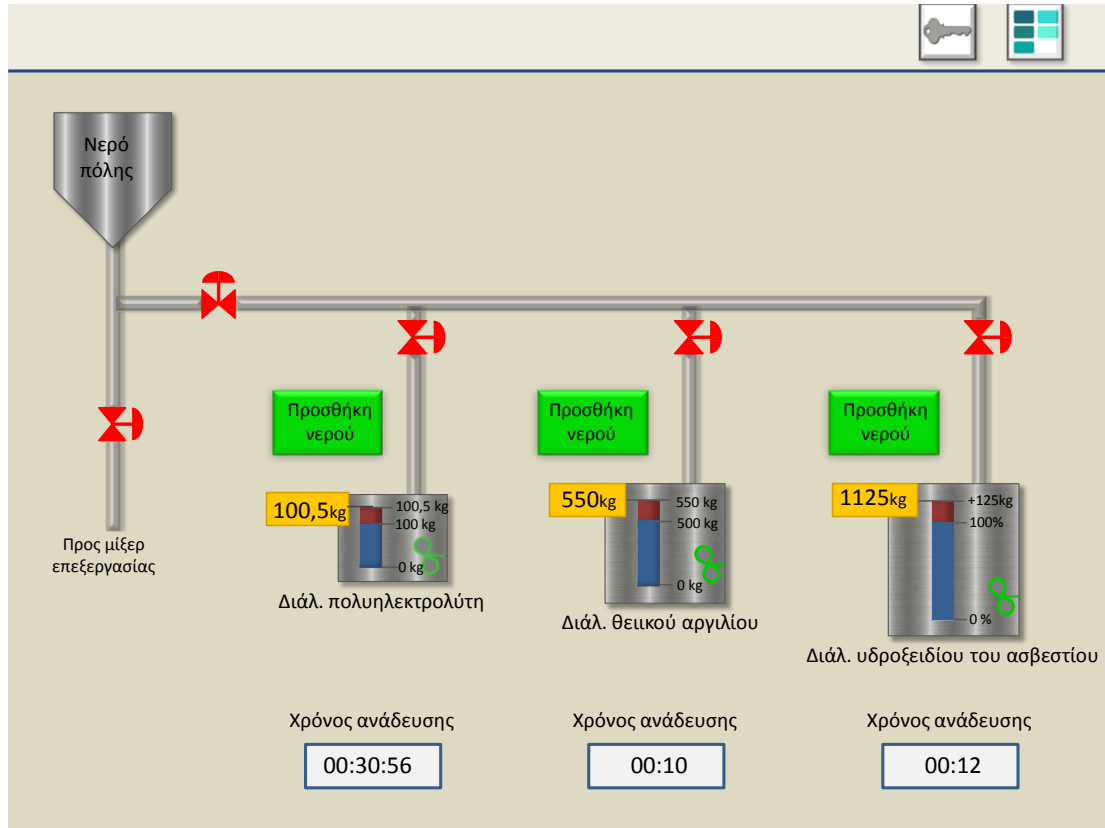 Νερό
πόλης
Προσθήκη
νερού
Προσθήκη
νερού
Προσθήκη
νερού
100,5kg
100,5 kg
100 kg
0 kg
550kg
550 kg
500 kg
0 kg
1125kg
+125kg
100%
0 %
Προς μίξερ
επεξεργασίας
Διάλ. πολυηλεκτρολύτη
Διάλ. θειικού αργιλίου
Διάλ. υδροξειδίου του ασβεστίου
Χρόνος ανάδευσης
Χρόνος ανάδευσης
Χρόνος ανάδευσης
00:30:56
00:10
00:12